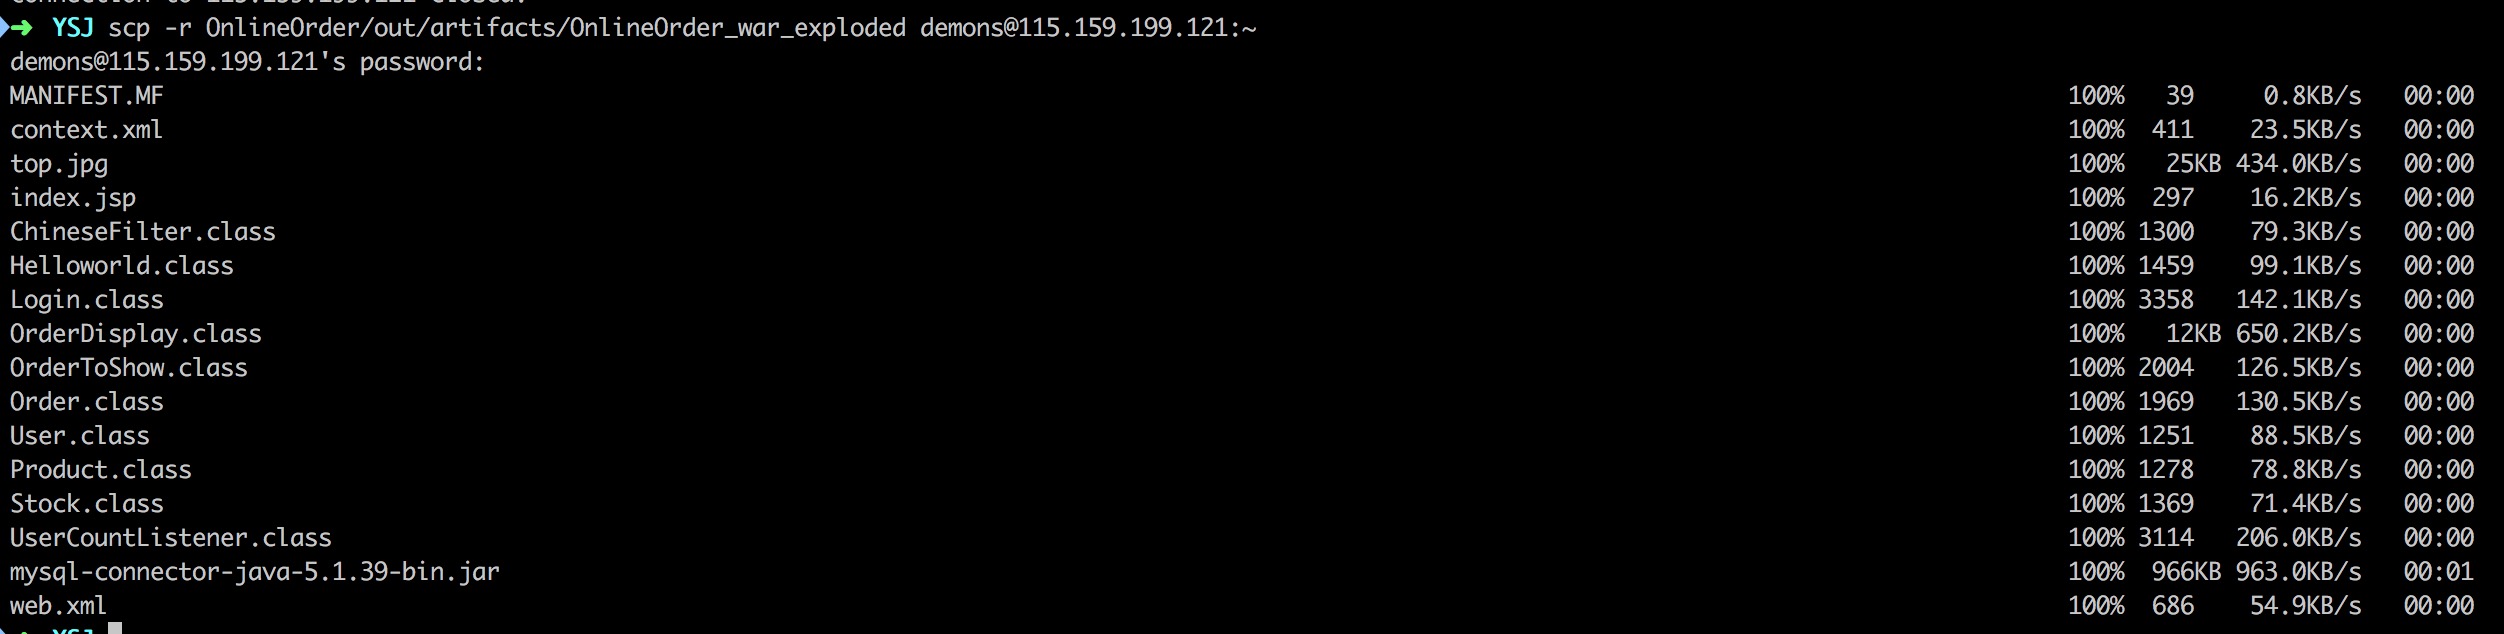 connection to 115.159.199.121 closed.
➜ YSJ scp -r OnlineOrder/out/artifacts/OnlineOrder_war_exploded demons@115.159.199.121:~
demons@115.159.199.121's password:
MANIFEST.MF 100% 39 0.8KB/s 00:00
context.xml 100% 411 23.5KB/s 00:00
top.jpg 100% 25KB 434.0KB/s 00:00
index.jsp 100% 297 16.2KB/s 00:00
ChineseFilter.class 100% 1300 79.3KB/s 00:00
Helloworld.class 100% 1459 99.1KB/s 00:00
Login.class 100% 3358 142.1KB/s 00:00
OrderDisplay.class 100% 12KB 650.2KB/s 00:00
OrderToShow.class 100% 2004 126.5KB/s 00:00
Order.class 100% 1969 130.5KB/s 00:00
User.class 100% 1251 88.5KB/s 00:00
Product.class 100% 1278 78.8KB/s 00:00
Stock.class 100% 1369 71.4KB/s 00:00
UserCountListener.class 100% 3114 206.0KB/s 00:00
mysql-connector-java-5.1.39-bin.jar 100% 966KB 963.0KB/s 00:01
web.xml 100% 686 54.9KB/s 00:00
➜ YSJ